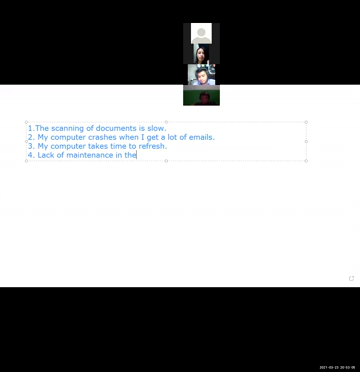 1.The scanning of documents is slow.
2. My computer crashes when I get a lot of emails.
3. My computer takes time to refresh.
4. Lack of maintenance in the